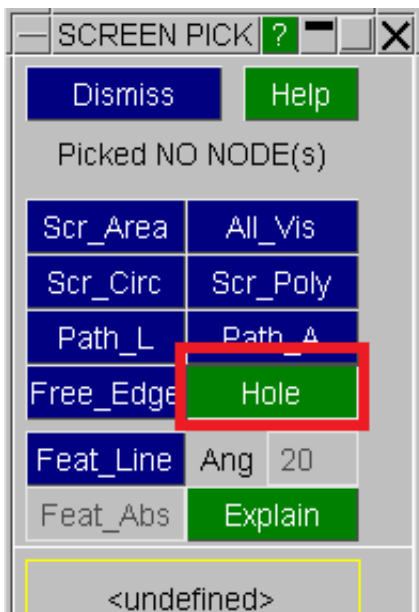 SCREEN PICK ?
Dismiss Help
Picked NO NODE(s)
Scr_Area All_Vis
Scr_Circ Scr_Poly
Path_L Path_A
Free_Edge Hole
Feat_Line Ang 20
Feat_Abs Explain
<undefined>